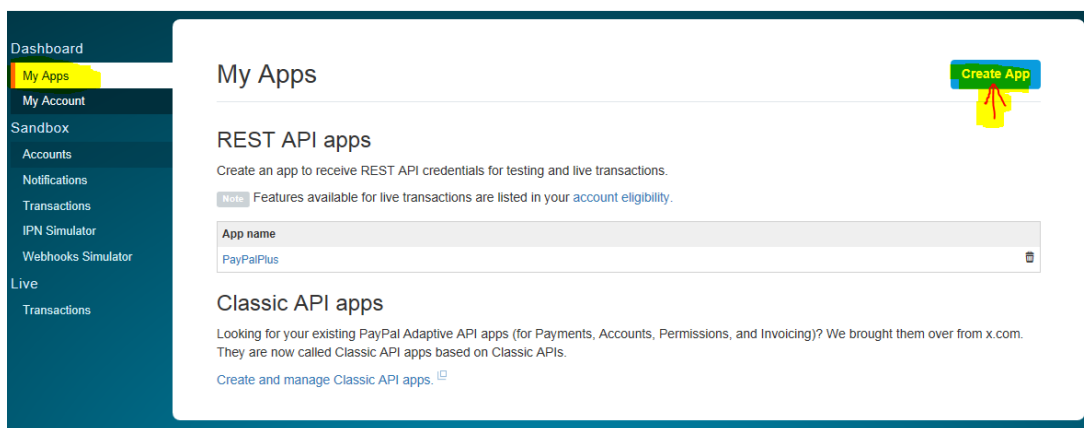 Dashboard
My Apps
My Account
Sandbox
Accounts
Notifications
Transactions
IPN Simulator
Webhooks Simulator
Live
Transactions
My Apps
Create App
REST API apps
Create an app to receive REST API credentials for testing and live transactions.
Note Features available for live transactions are listed in your account eligibility.
App name
PayPalPlus
Classic API apps
Looking for your existing PayPal Adaptive API apps (for Payments, Accounts, Permissions, and Invoicing)? We brought them over from x.com.
They are now called Classic API apps based on Classic APIs.
Create and manage Classic API apps.